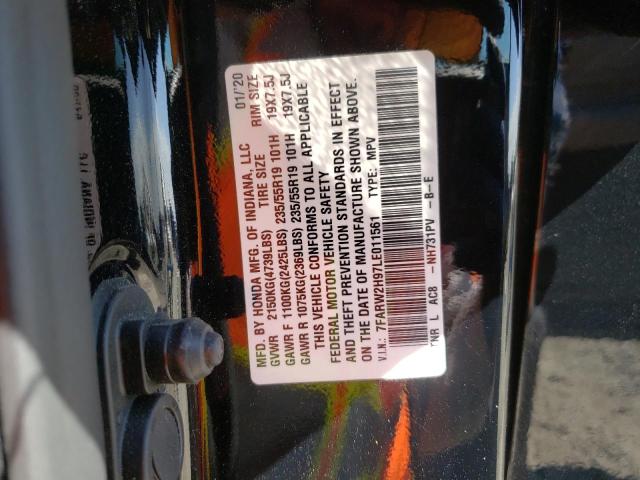 MFD. BY HONDA MFG. OF INDIANA, LLC 01/'20
GVWR 2150KG(4739LBS) TIRE SIZE RIM SIZE
GAWR F 1100KG(2425LBS) 235/55R19 101H 19X7.5J
GAWR R 1075KG(2369LBS) 235/55R19 101H 19X7.5J
THIS VEHICLE CONFORMS TO ALL APPLICABLE
FEDERAL MOTOR VEHICLE SAFETY
AND THEFT PREVENTION STANDARDS IN EFFECT
ON THE DATE OF MANUFACTURE SHOWN ABOVE.
V.I.N.: 7FARW2H97LE011561 TYPE: MPV
TNR L AC8 -NH731PV -B-E
OF INDIANA, LLC